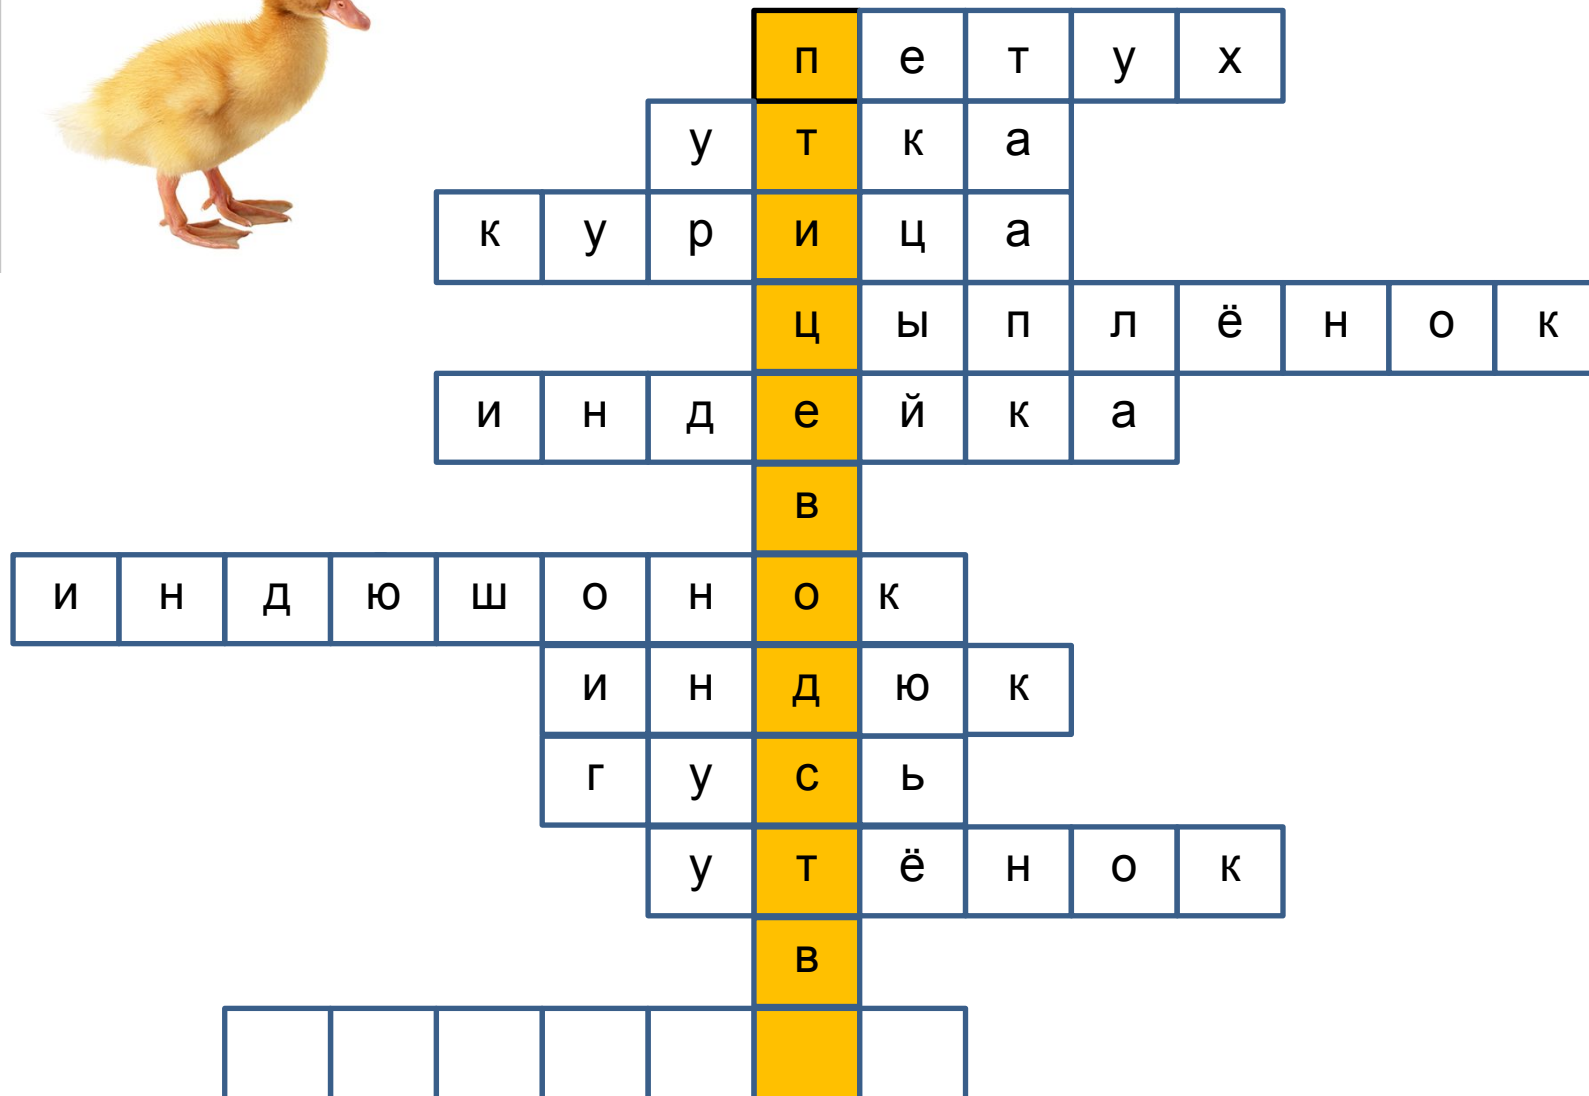 петух
утка
курица
цыплёнок
индейка
в
индюшонок
индюк
гусь
утёнок
в